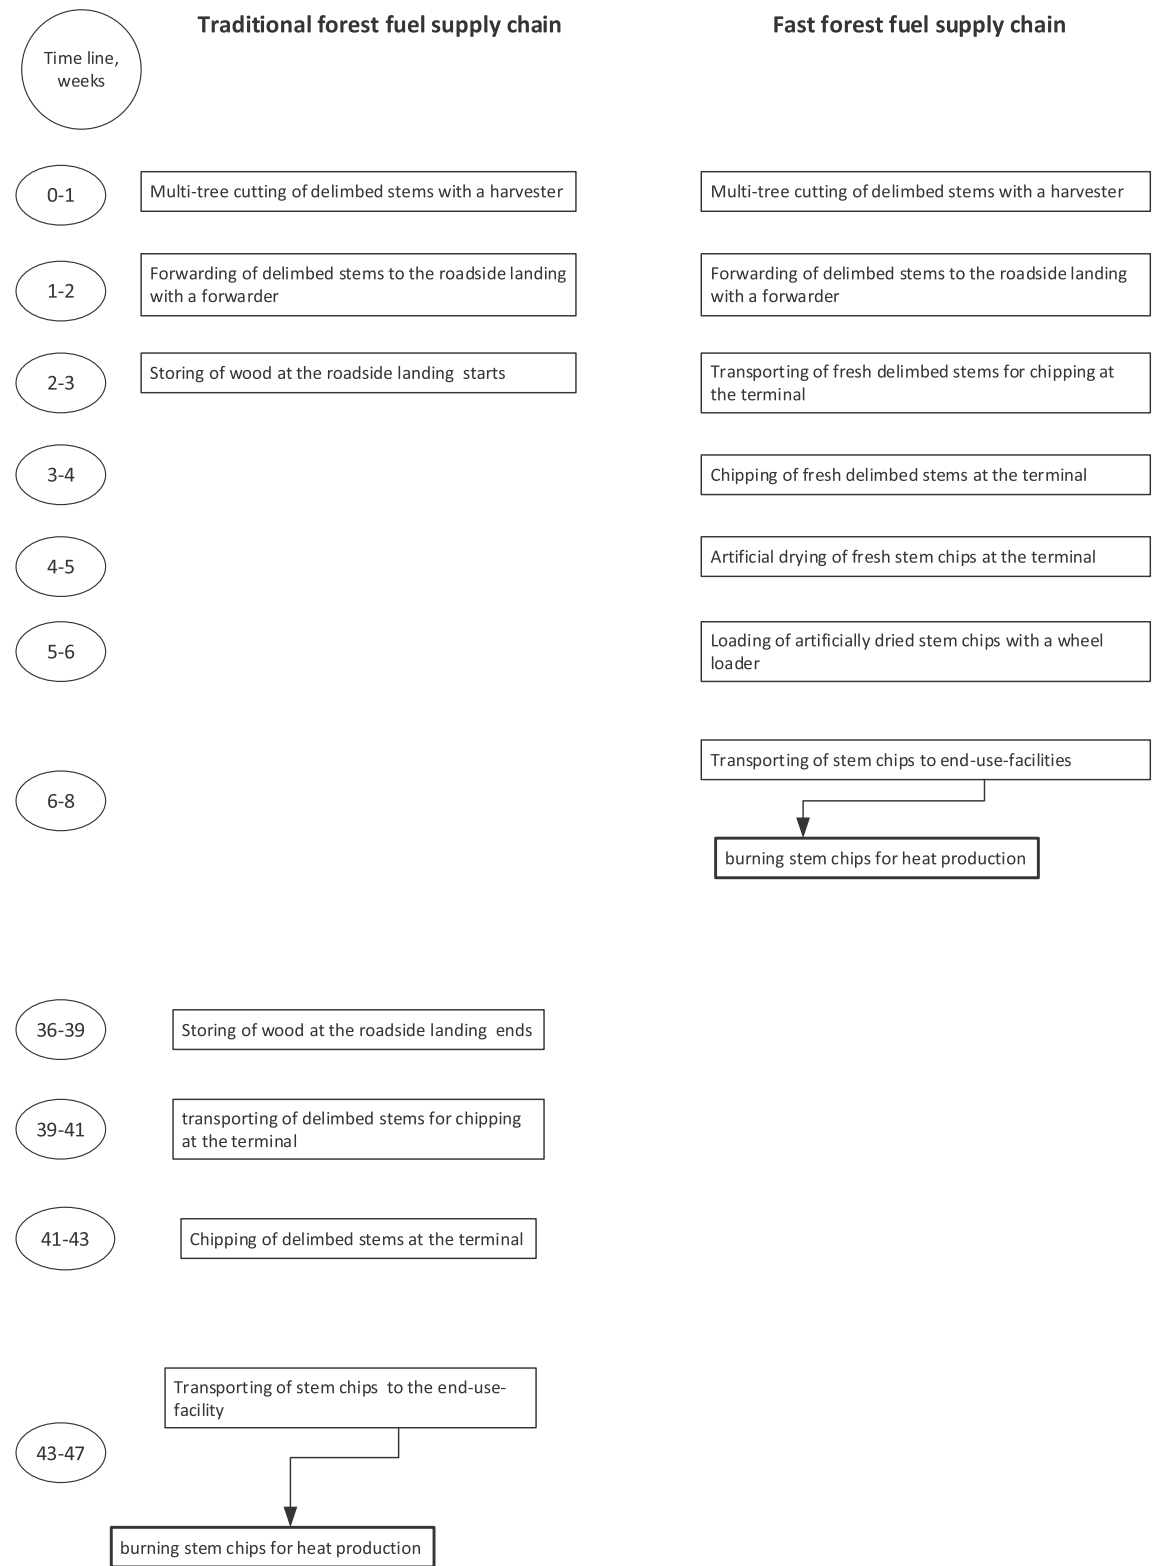 Traditional forest fuel supply chain
Fast forest fuel supply chain
Time line,
weeks
0-1
Multi-tree cutting of delimbed stems with a harvester
Multi-tree cutting of delimbed stems with a harvester
1-2
Forwarding of delimbed stems to the roadside landing
with a forwarder
Forwarding of delimbed stems to the roadside landing
with a forwarder
2-3
Storing of wood at the roadside landing  starts
Transporting of fresh delimbed stems for chipping at
the terminal
3-4
Chipping of fresh delimbed stems at the terminal
4-5
Artificial drying of fresh stem chips at the terminal
5-6
Loading of artificially dried stem chips with a wheel
loader
6-8
Transporting of stem chips to end-use-facilities
burning stem chips for heat production
36-39
Storing of wood at the roadside landing  ends
39-41
transporting of delimbed stems for chipping
at the terminal
41-43
Chipping of delimbed stems at the terminal
43-47
Transporting of stem chips  to the end-use-
facility
burning stem chips for heat production